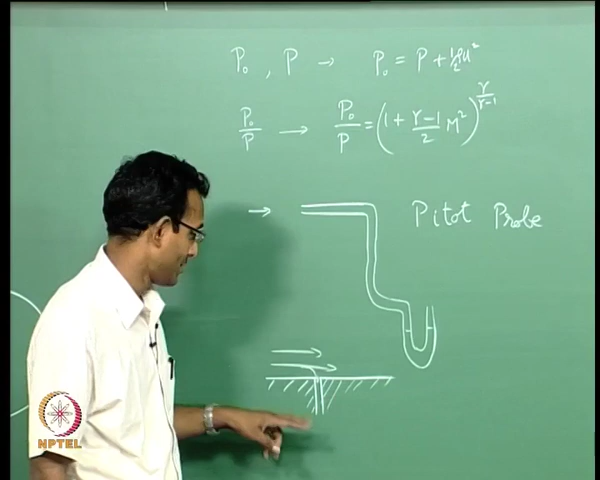 P₀ , P → P₀ = P + ½ρu²
P₀/P → P₀/P = (1 + γ-1/2 M²)^γ/γ-1
→ Pitot Probe
NPTEL